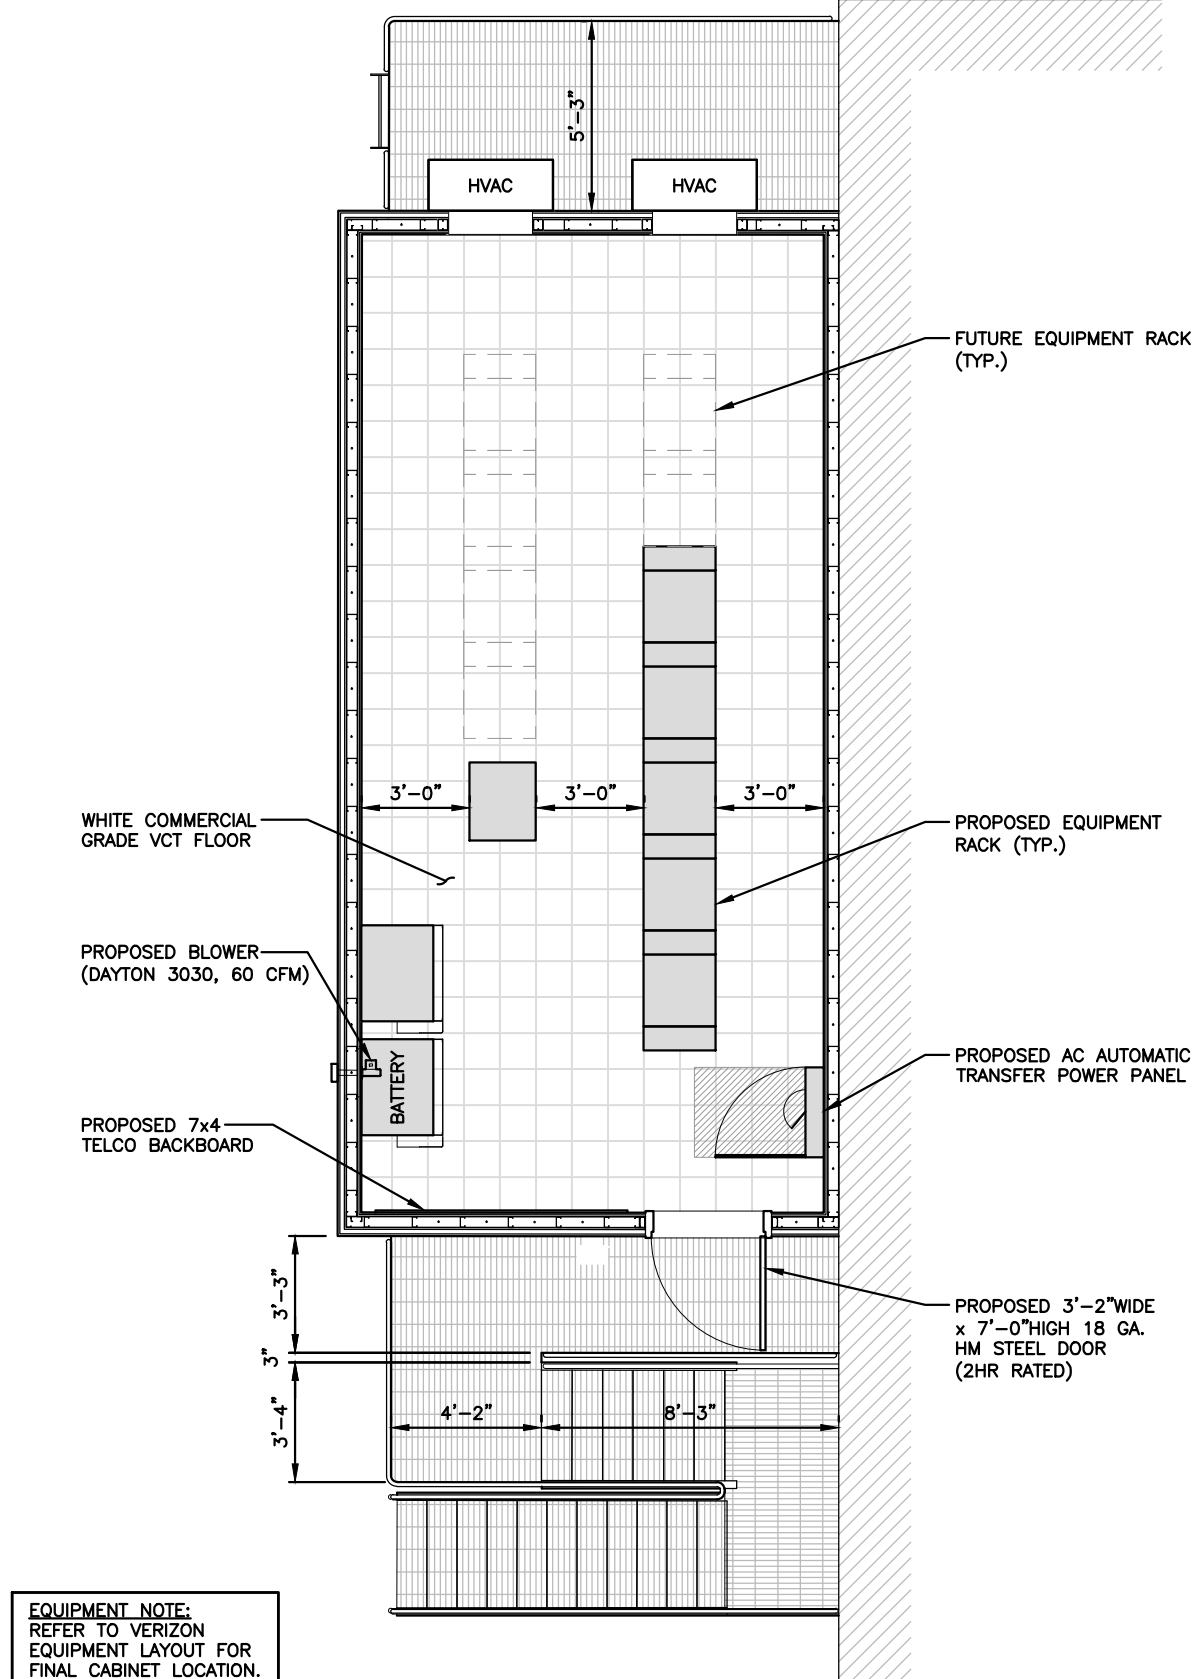 5'-3"
HVAC
HVAC
FUTURE EQUIPMENT RACK
(TYP.)
3'-0"
3'-0"
3'-0"
WHITE COMMERCIAL
GRADE VCT FLOOR
PROPOSED EQUIPMENT
RACK (TYP.)
PROPOSED BLOWER
(DAYTON 3030, 60 CFM)
BATTERY
PROPOSED AC AUTOMATIC
TRANSFER POWER PANEL
PROPOSED 7x4
TELCO BACKBOARD
3'-3"
3"
3'-4"
PROPOSED 3'-2"WIDE
x 7'-0"HIGH 18 GA.
HM STEEL DOOR
(2HR RATED)
4'-2"
8'-3"
EQUIPMENT NOTE:
REFER TO VERIZON
EQUIPMENT LAYOUT FOR
FINAL CABINET LOCATION.